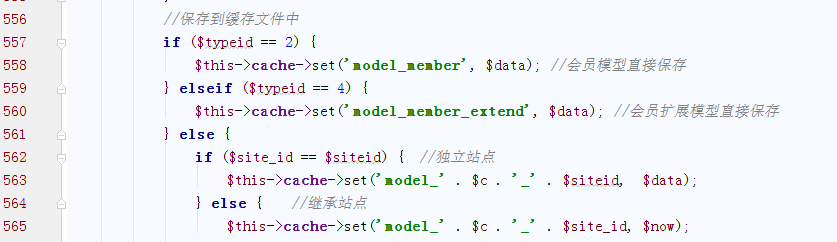 556 //保存到缓存文件中
557 if ($typeid == 2) {
558 $this->cache->set('model_member', $data); //会员模型直接保存
559 } elseif ($typeid == 4) {
560 $this->cache->set('model_member_extend', $data); //会员扩展模型直接保存
561 } else {
562 if ($site_id == $siteid) { //独立站点
563 $this->cache->set('model_' . $c . '_' . $siteid, $data);
564 } else { //继承站点
565 $this->cache->set('model_' . $c . '_' . $site_id, $now);